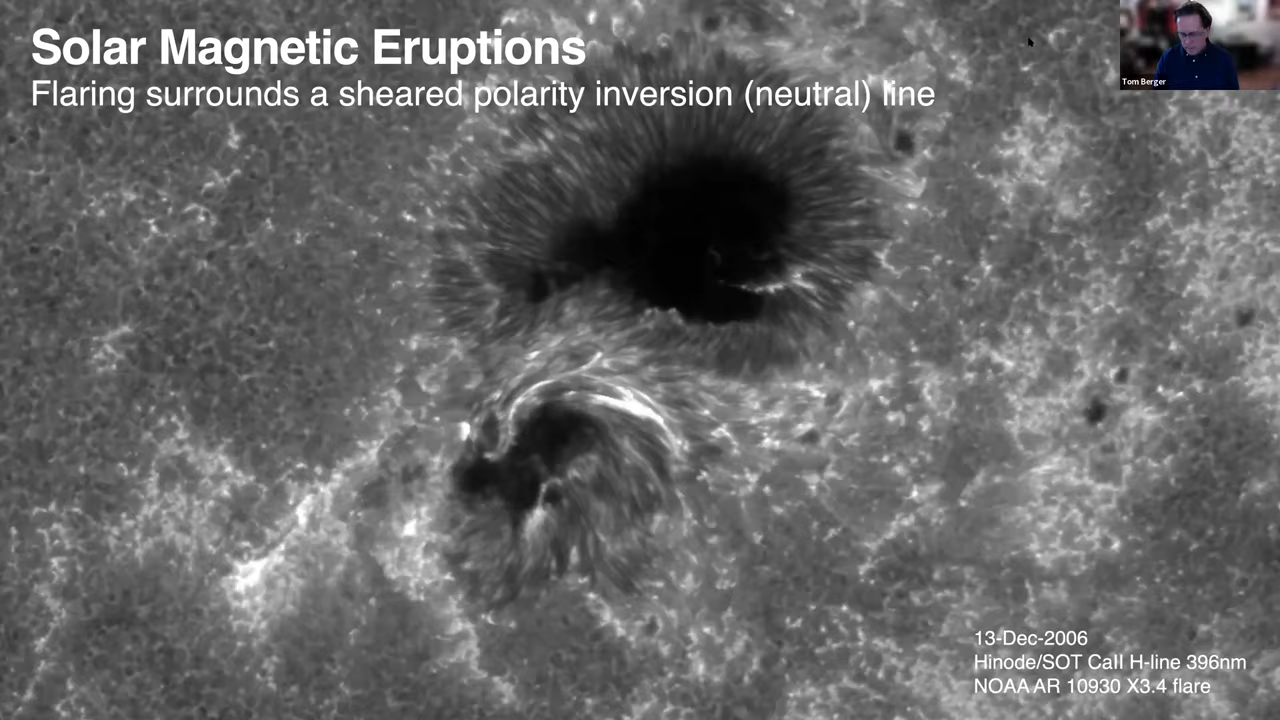 Solar Magnetic Eruptions
Flaring surrounds a sheared polarity inversion (neutral) line
Tom Berger
13-Dec-2006
Hinode/SOT CaII H-line 396nm
NOAA AR 10930 X3.4 flare